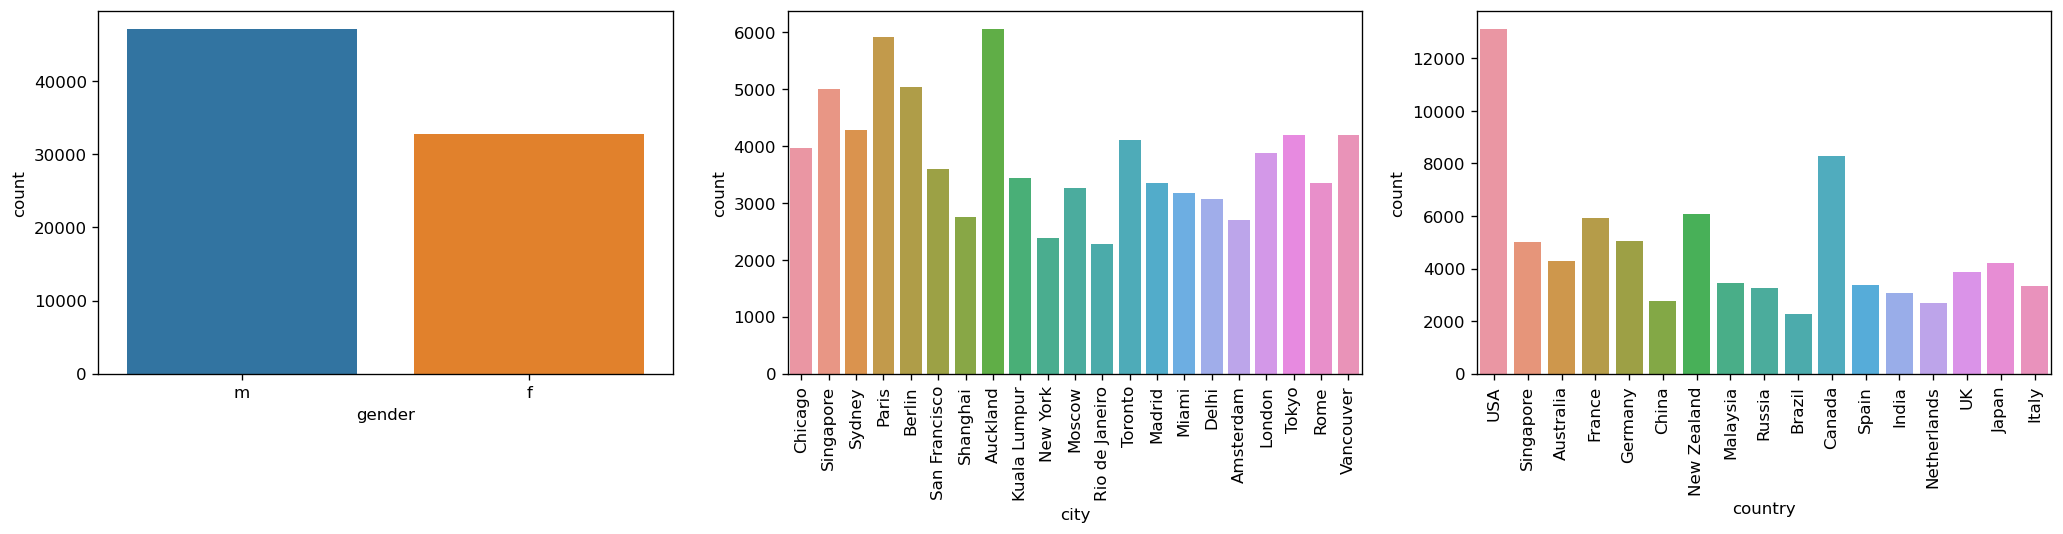 count
40000
30000
20000
10000
0
m f
gender
count
6000
5000
4000
3000
2000
1000
0
Chicago
Singapore
Sydney
Paris
Berlin
San Francisco
Shanghai
Auckland
Kuala Lumpur
New York
Moscow
Rio de Janeiro
Toronto
Madrid
Miami
Delhi
Amsterdam
London
Tokyo
Rome
Vancouver
city
count
12000
10000
8000
6000
4000
2000
0
USA
Singapore
Australia
France
Germany
China
New Zealand
Malaysia
Russia
Brazil
Canada
Spain
India
Netherlands
UK
Japan
Italy
country